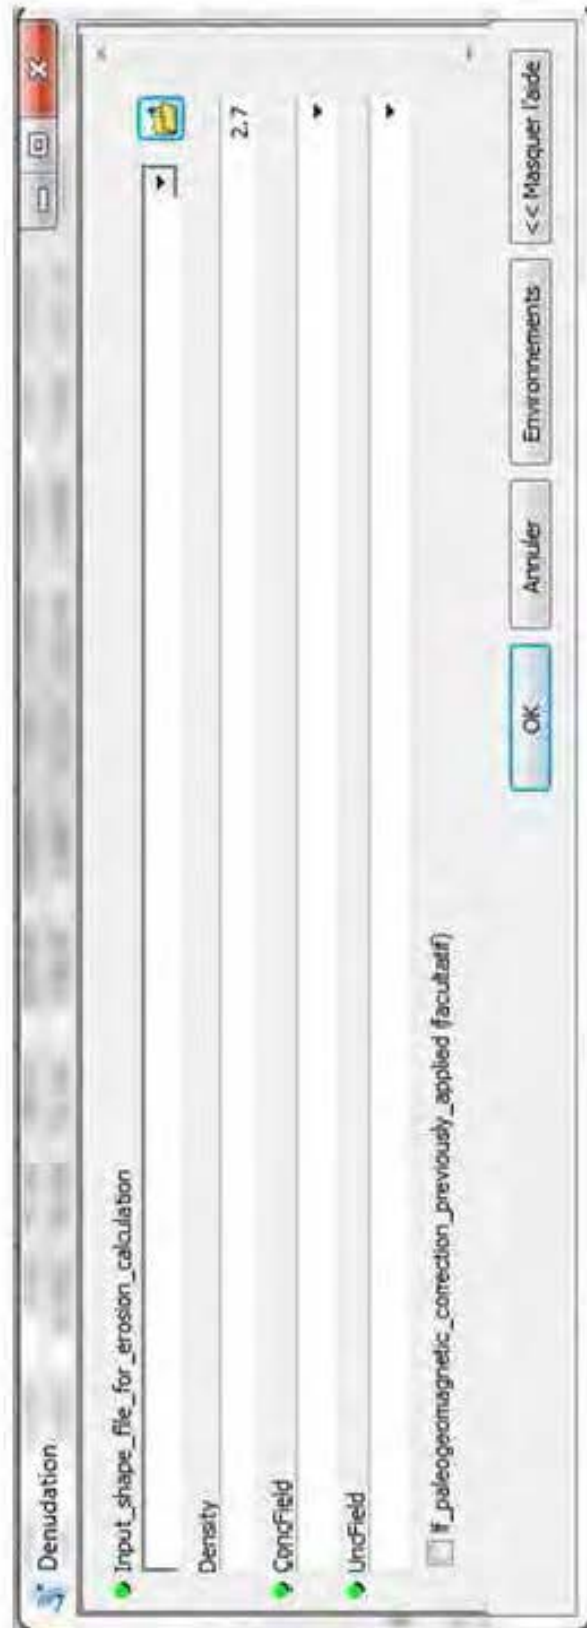 Denudation
Input_shape_file_for_erosion_calculation
Density
2.7
ConcField
UncField
If_paleogeomagnetic_correction_previously_applied (facultatif)
OK
Annuler
Environnements
<< Masquer l'aide